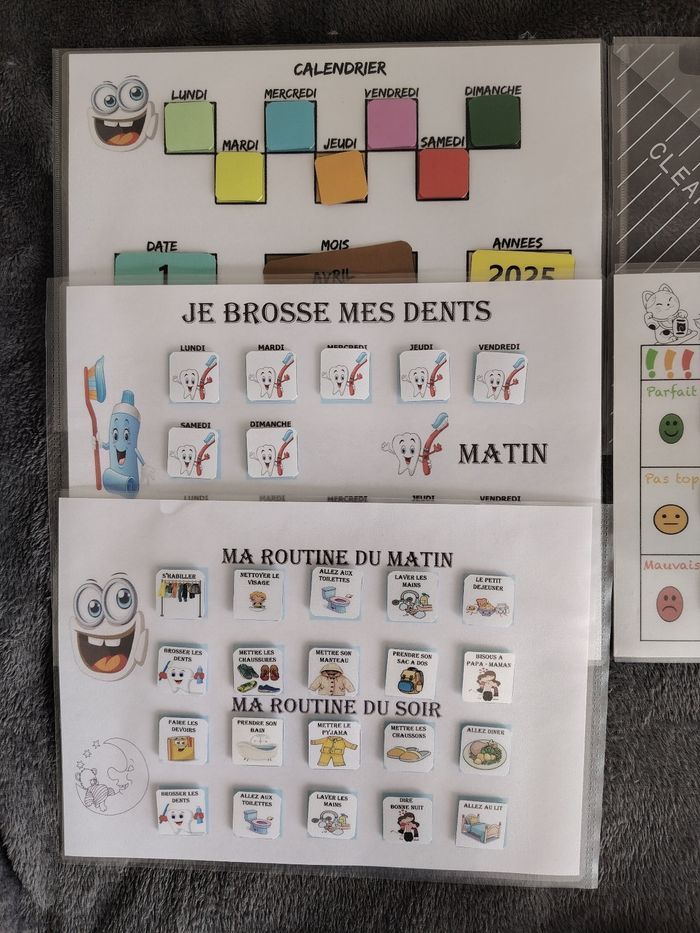 CALENDRIER
LUNDI MERCREDI VENDREDI DIMANCHE
MARDI JEUDI SAMEDI
DATE MOIS ANNEES
1 AVRIL 2025
JE BROSSE MES DENTS
LUNDI MARDI MERCREDI JEUDI VENDREDI
SAMEDI DIMANCHE
MATIN
LUNDI MARDI MERCREDI JEUDI VENDREDI
MA ROUTINE DU MATIN
S'HABILLER
NETTOYER LE
VISAGE
ALLEZ AUX
TOILETTES
LAVER LES
MAINS
LE PETIT
DEJEUNER
BROSSER LES
DENTS
METTRE LES
CHAUSSURES
METTRE SON
MANTEAU
PRENDRE SON
SAC A DOS
BISOUS A
PAPA - MAMAN
MA ROUTINE DU SOIR
FAIRE LES
DEVOIRS
PRENDRE SON
BAIN
METTRE LE
PYJAMA
METTRE LES
CHAUSSONS
ALLEZ DINER
BROSSER LES
DENTS
ALLEZ AUX
TOILETTES
LAVER LES
MAINS
DIRE
BONNE NUIT
ALLEZ AU LIT
!!!
Parfait
Pas top
Mauvais